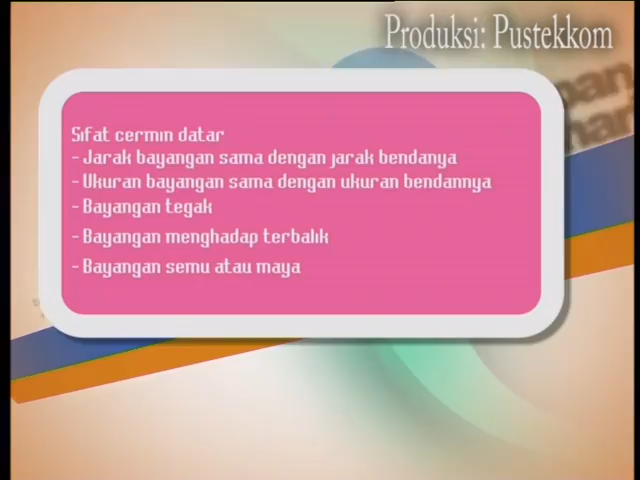 Produksi: Pustekkom
Sifat cermin datar
- Jarak bayangan sama dengan jarak bendanya
- Ukuran bayangan sama dengan ukuran bendannya
- Bayangan tegak
- Bayangan menghadap terbalik
- Bayangan semu atau maya